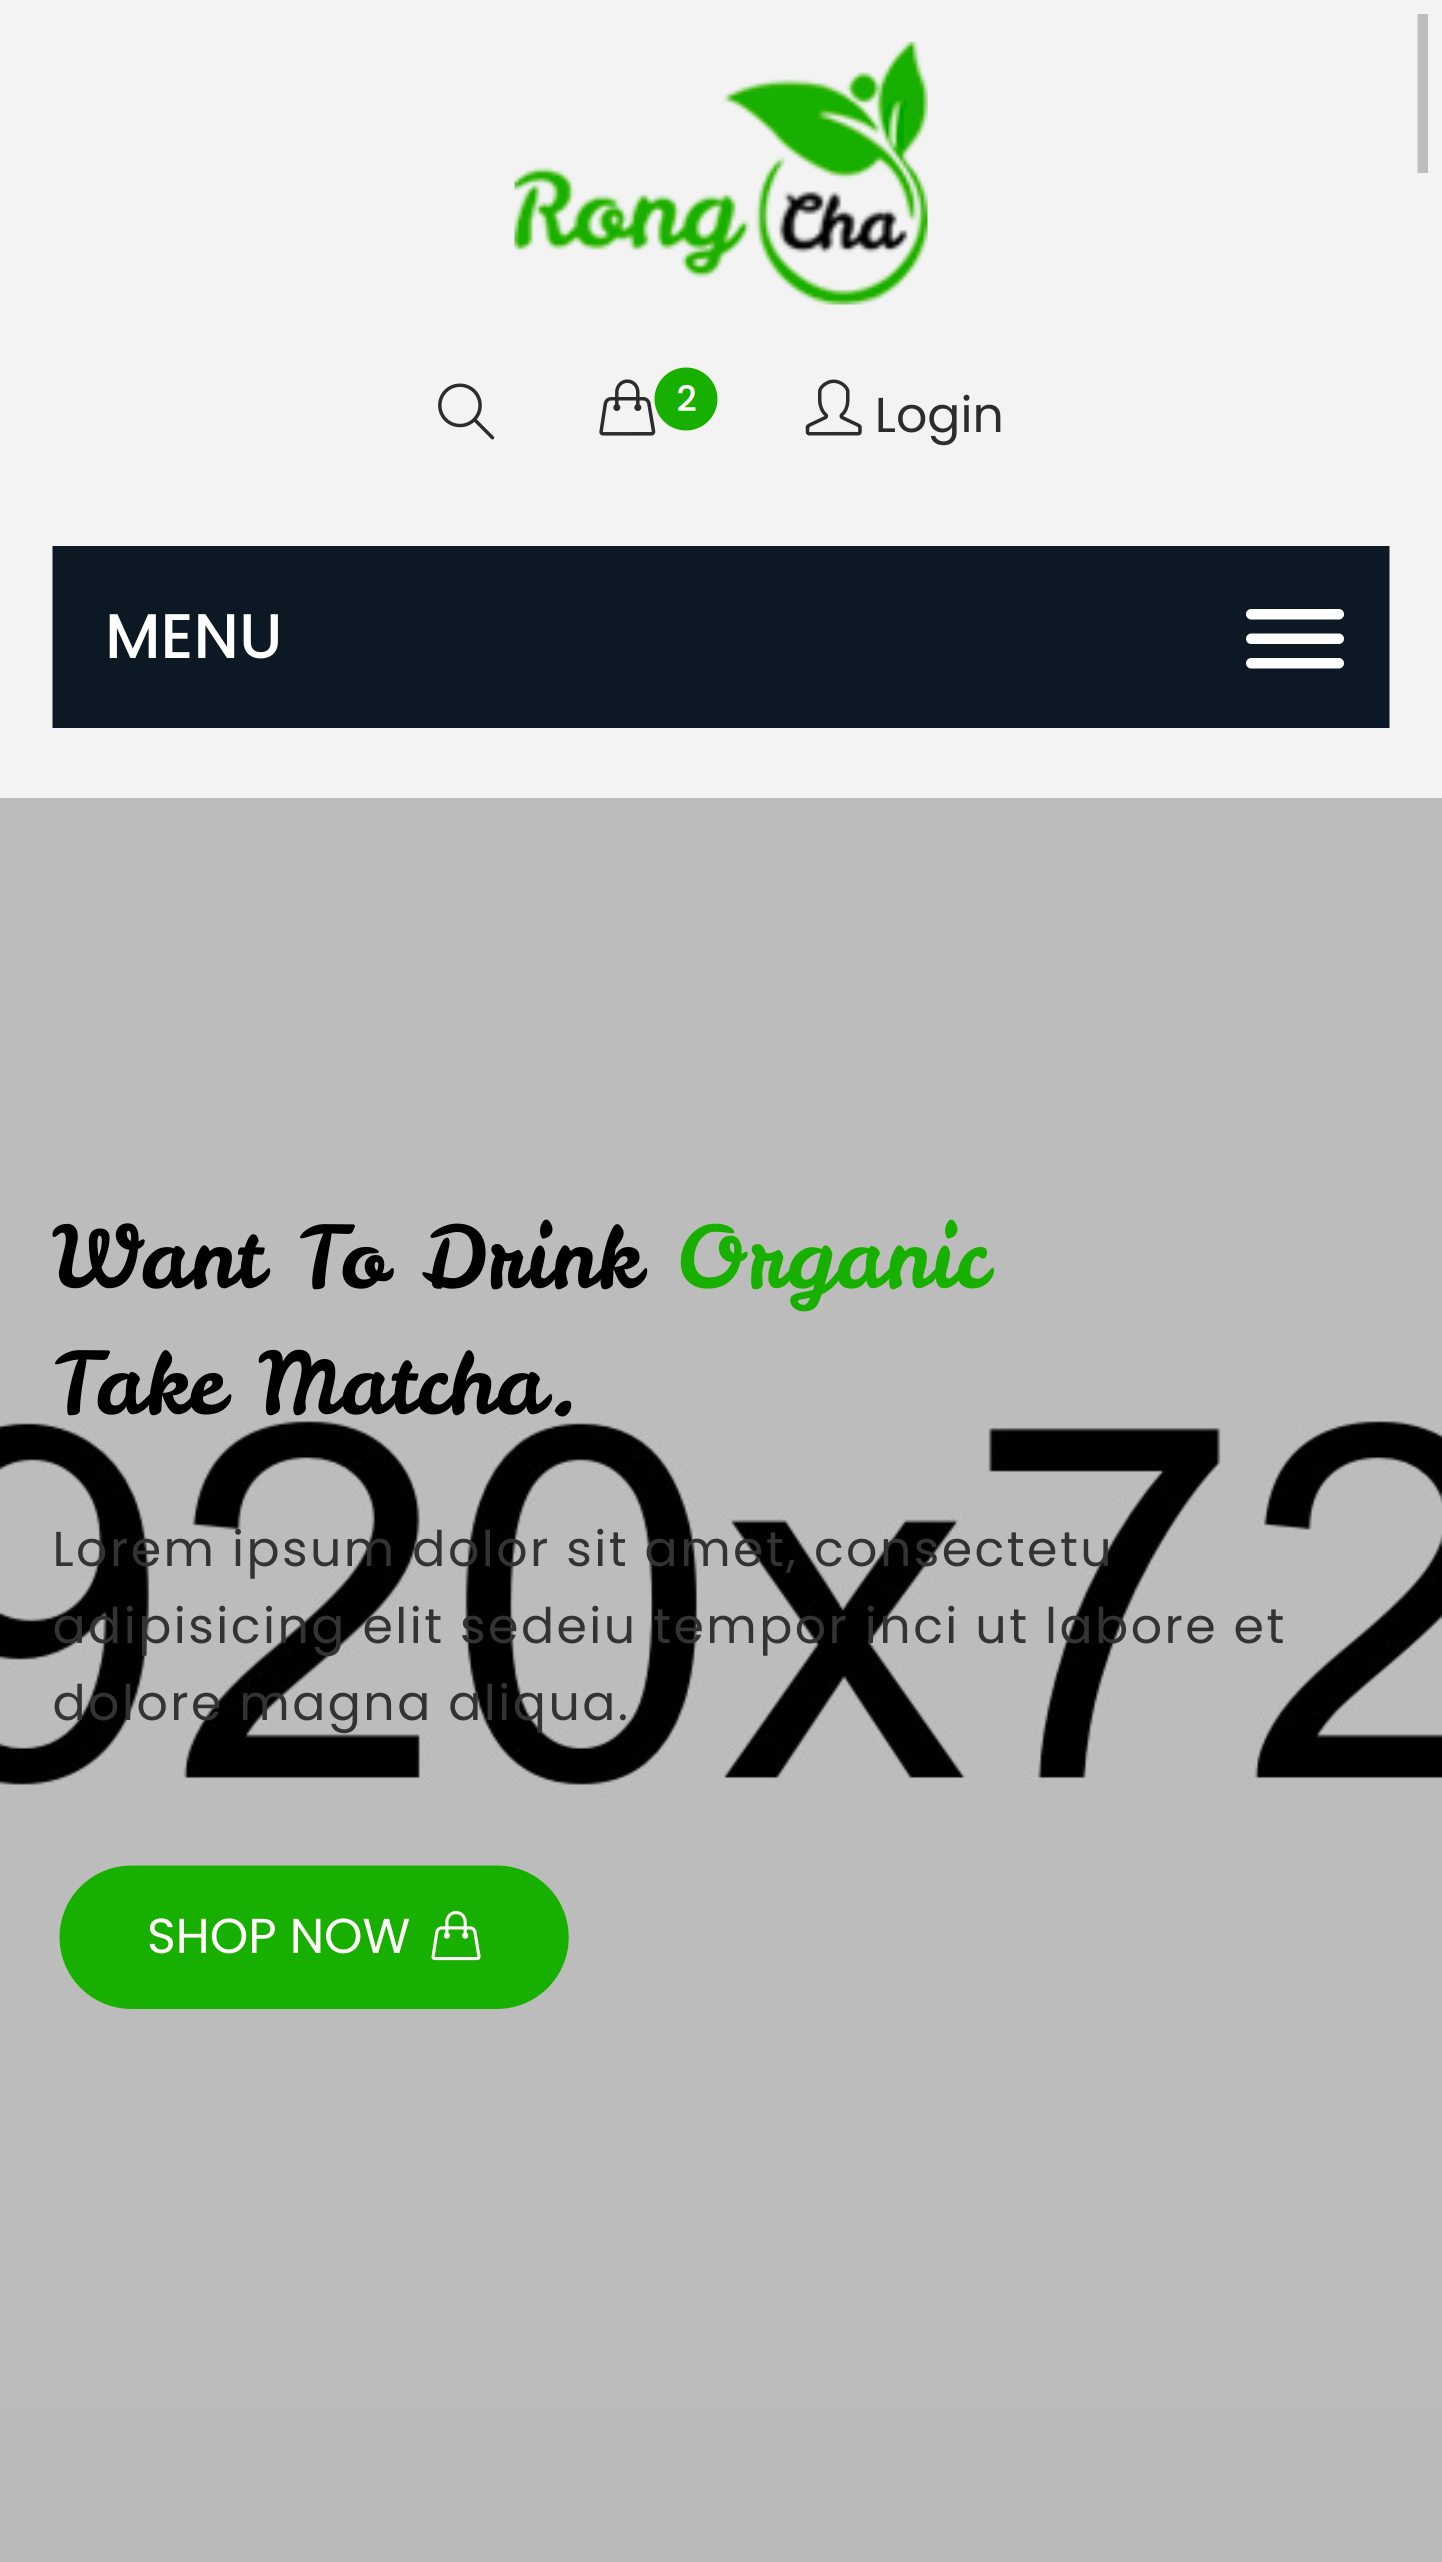 Rong Cha
2
Login
MENU
Want To Drink Organic
Take Matcha.
920x72
Lorem ipsum dolor sit amet, consectetu
adipisicing elit sedeiu tempor inci ut labore et
dolore magna aliqua.
SHOP NOW